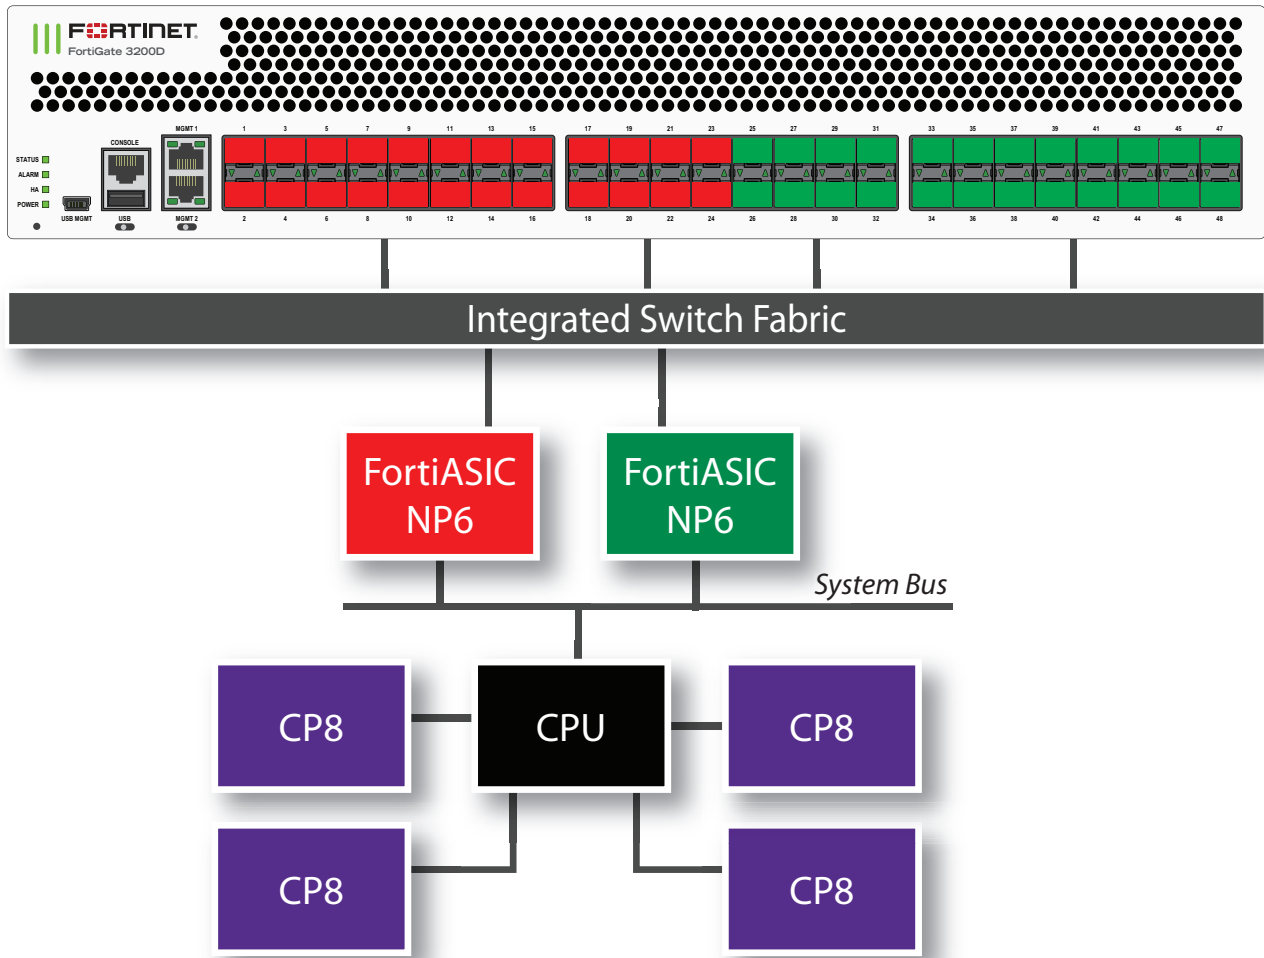 FORTINET
FortiGate 3200D
MGMT 1
1 3 5 7 9 11 13 15 17 19 21 23 25 27 29 31 33 35 37 39 41 43 45 47
CONSOLE
STATUS
ALARM
HA
POWER
USB MGMT
USB
MGMT 2
2 4 6 8 10 12 14 16 18 20 22 24 26 28 30 32 34 36 38 40 42 44 46 48
Integrated Switch Fabric
FortiASIC
NP6
FortiASIC
NP6
System Bus
CP8
CPU
CP8
CP8
CP8